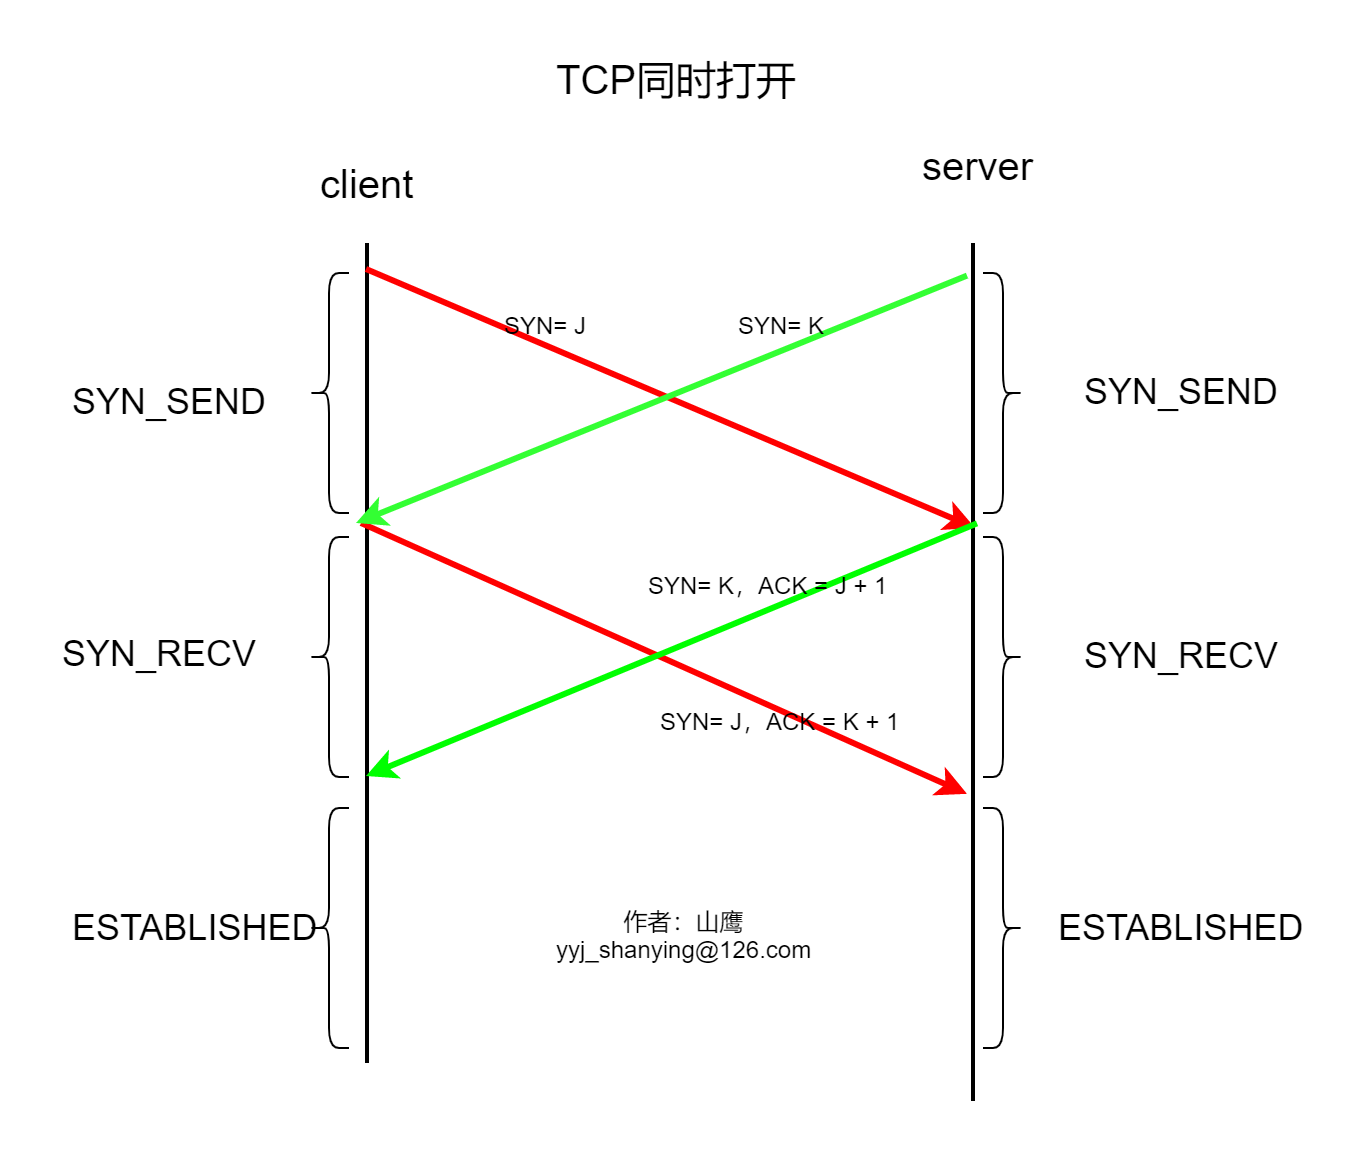 TCP同时打开
client
server
SYN= J
SYN= K
SYN_SEND
SYN_SEND
SYN= K，ACK = J + 1
SYN_RECV
SYN_RECV
SYN= J，ACK = K + 1
ESTABLISHED
ESTABLISHED
作者：山鹰
yyj_shanying@126.com